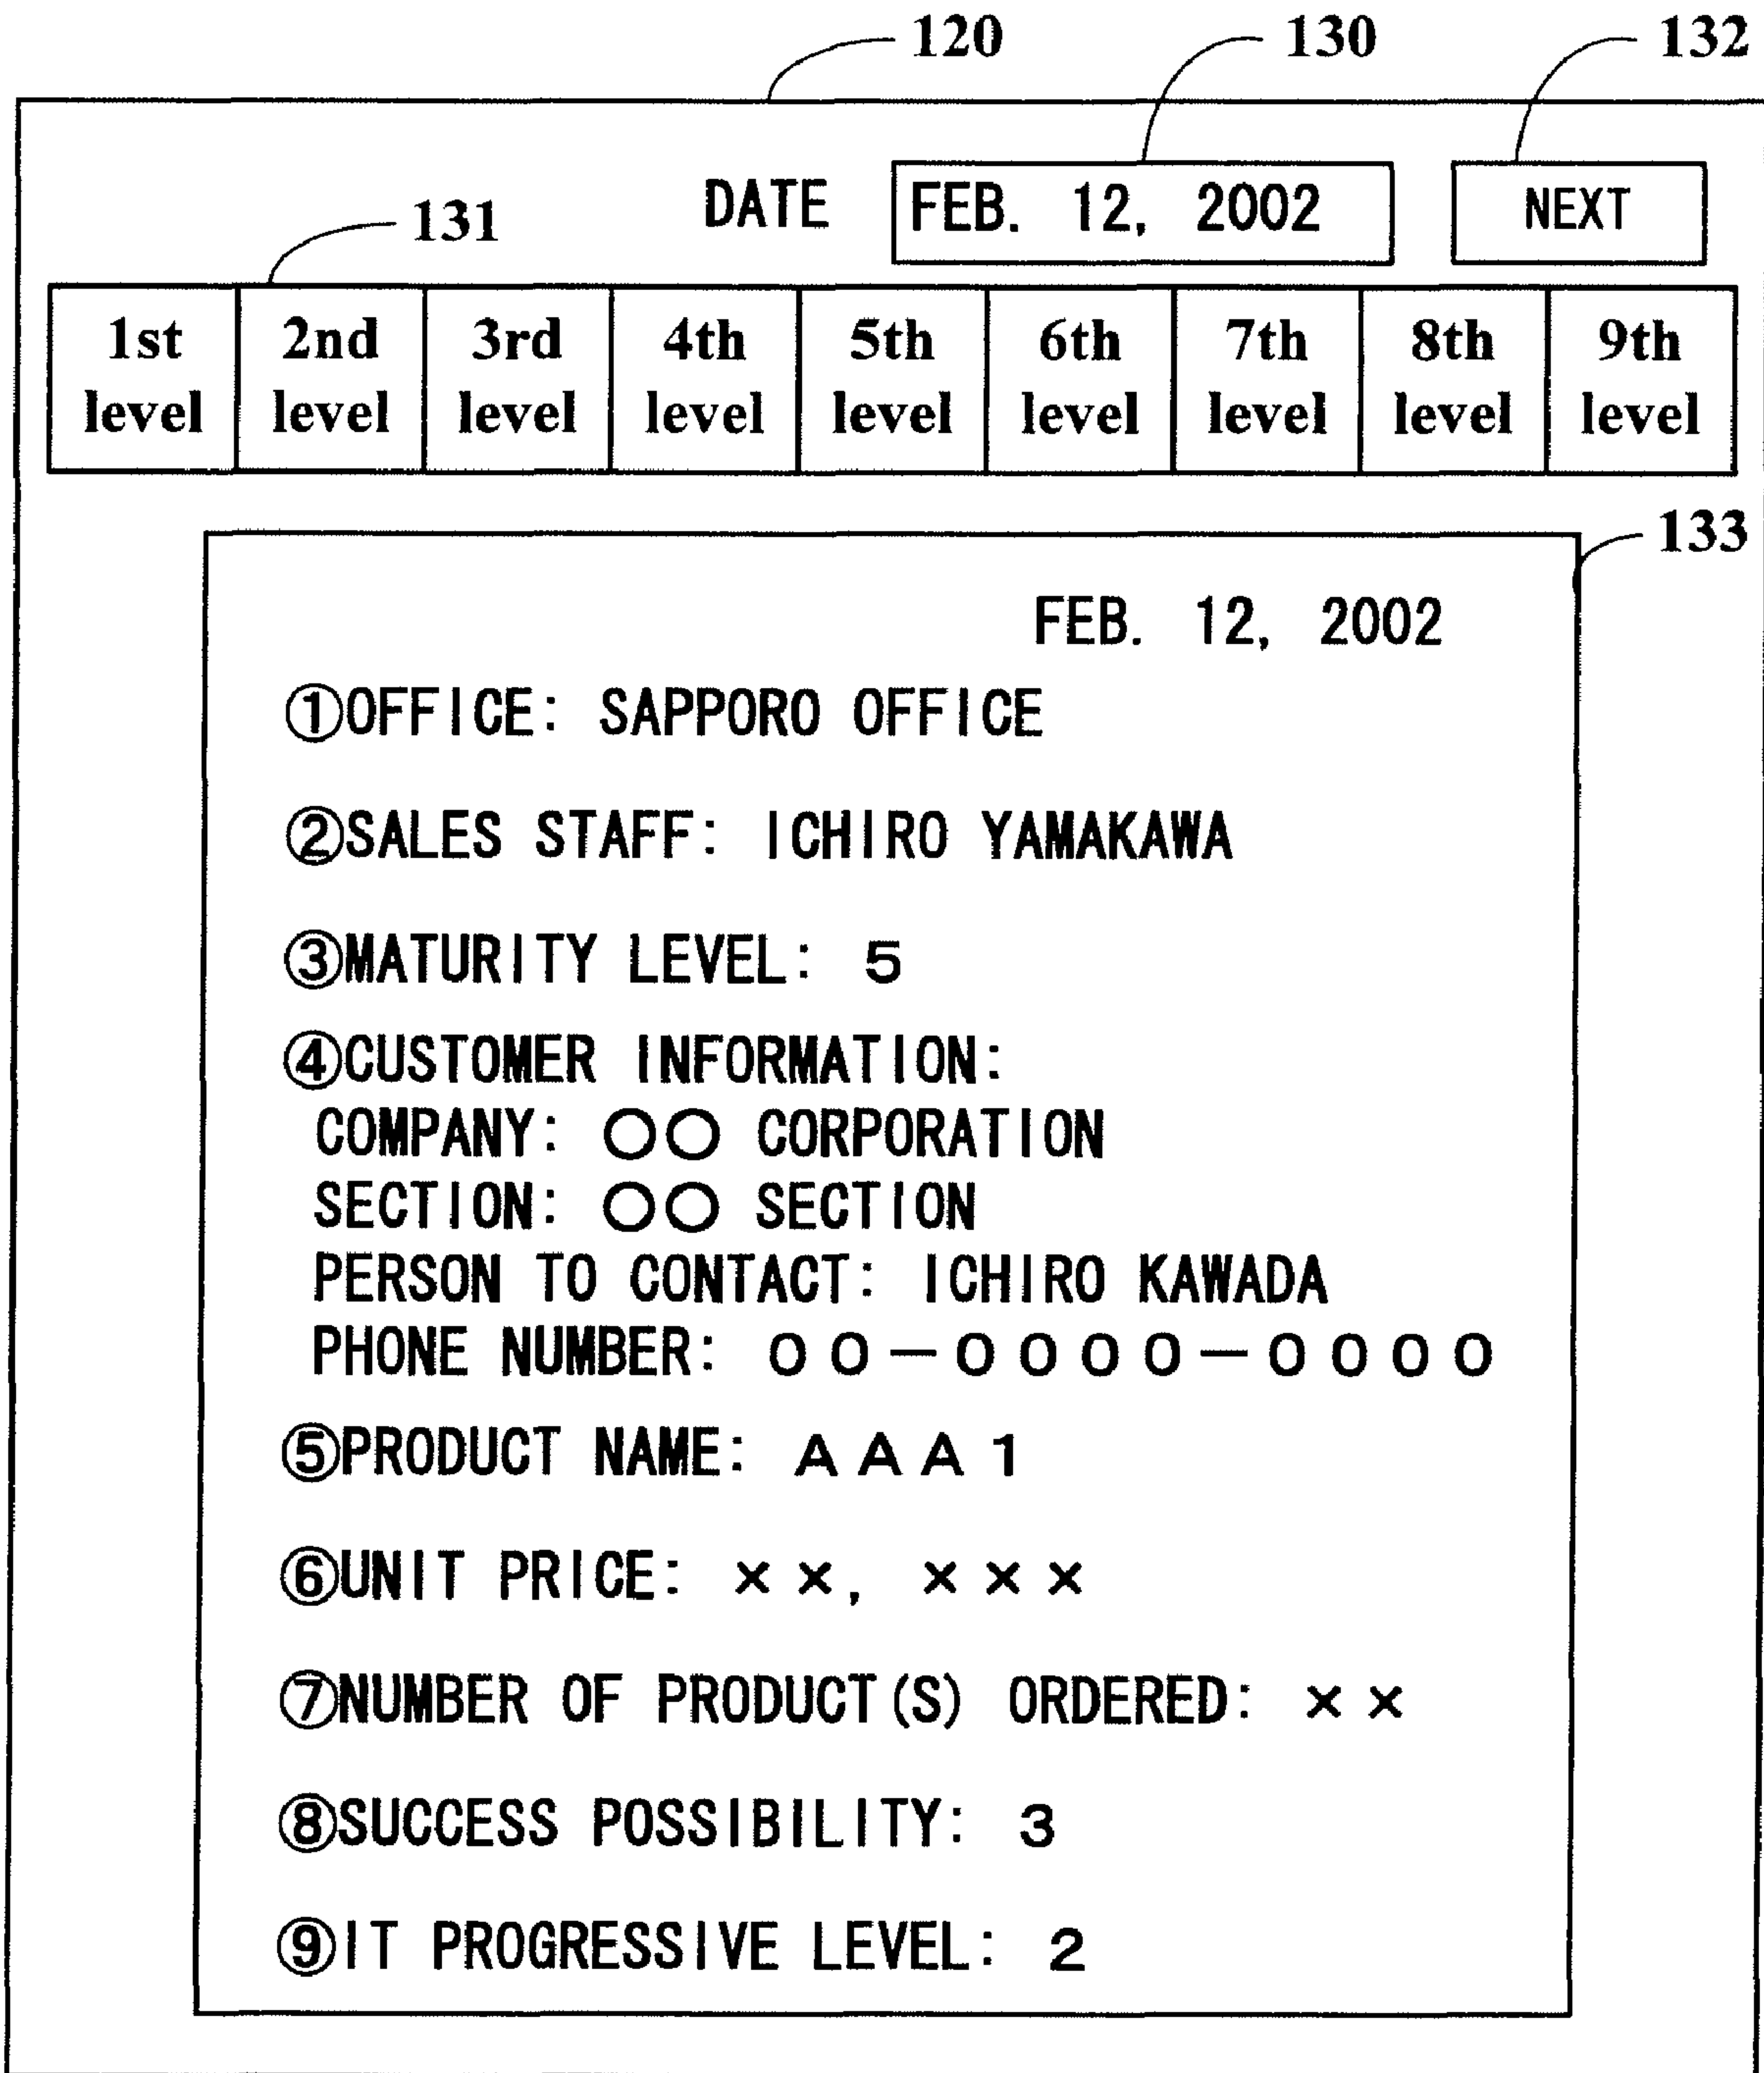 120 130 132
DATE FEB. 12, 2002 NEXT
131
1st level 2nd level 3rd level 4th level 5th level 6th level 7th level 8th level 9th level
133
FEB. 12, 2002
①OFFICE: SAPPORO OFFICE
②SALES STAFF: ICHIRO YAMAKAWA
③MATURITY LEVEL: 5
④CUSTOMER INFORMATION:
COMPANY: ○○ CORPORATION
SECTION: ○○ SECTION
PERSON TO CONTACT: ICHIRO KAWADA
PHONE NUMBER: 00-0000-0000
⑤PRODUCT NAME: AAA1
⑥UNIT PRICE: ××, ×××
⑦NUMBER OF PRODUCT(S) ORDERED: ××
⑧SUCCESS POSSIBILITY: 3
⑨IT PROGRESSIVE LEVEL: 2